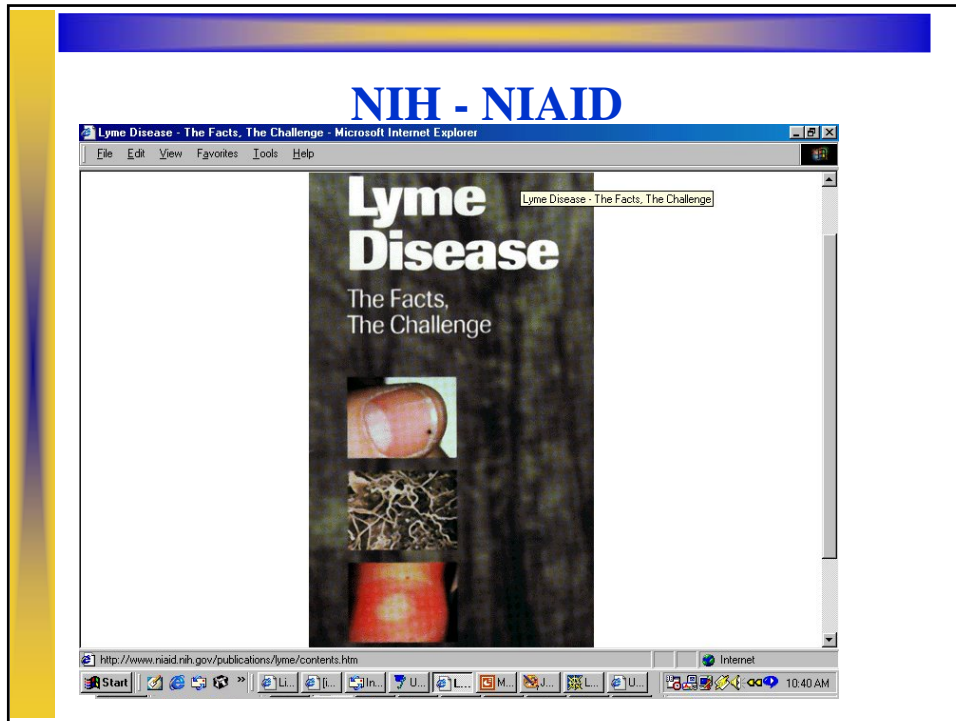 NIH - NIAID
Lyme Disease - The Facts, The Challenge - Microsoft Internet Explorer
File Edit View Favorites Tools Help
Lyme
Lyme Disease - The Facts, The Challenge
Disease
The Facts,
The Challenge
http://www.niaid.nih.gov/publications/lyme/contents.htm
Internet
Start » Li... [i... In... U... L... M... J... L... U... 10:40 AM